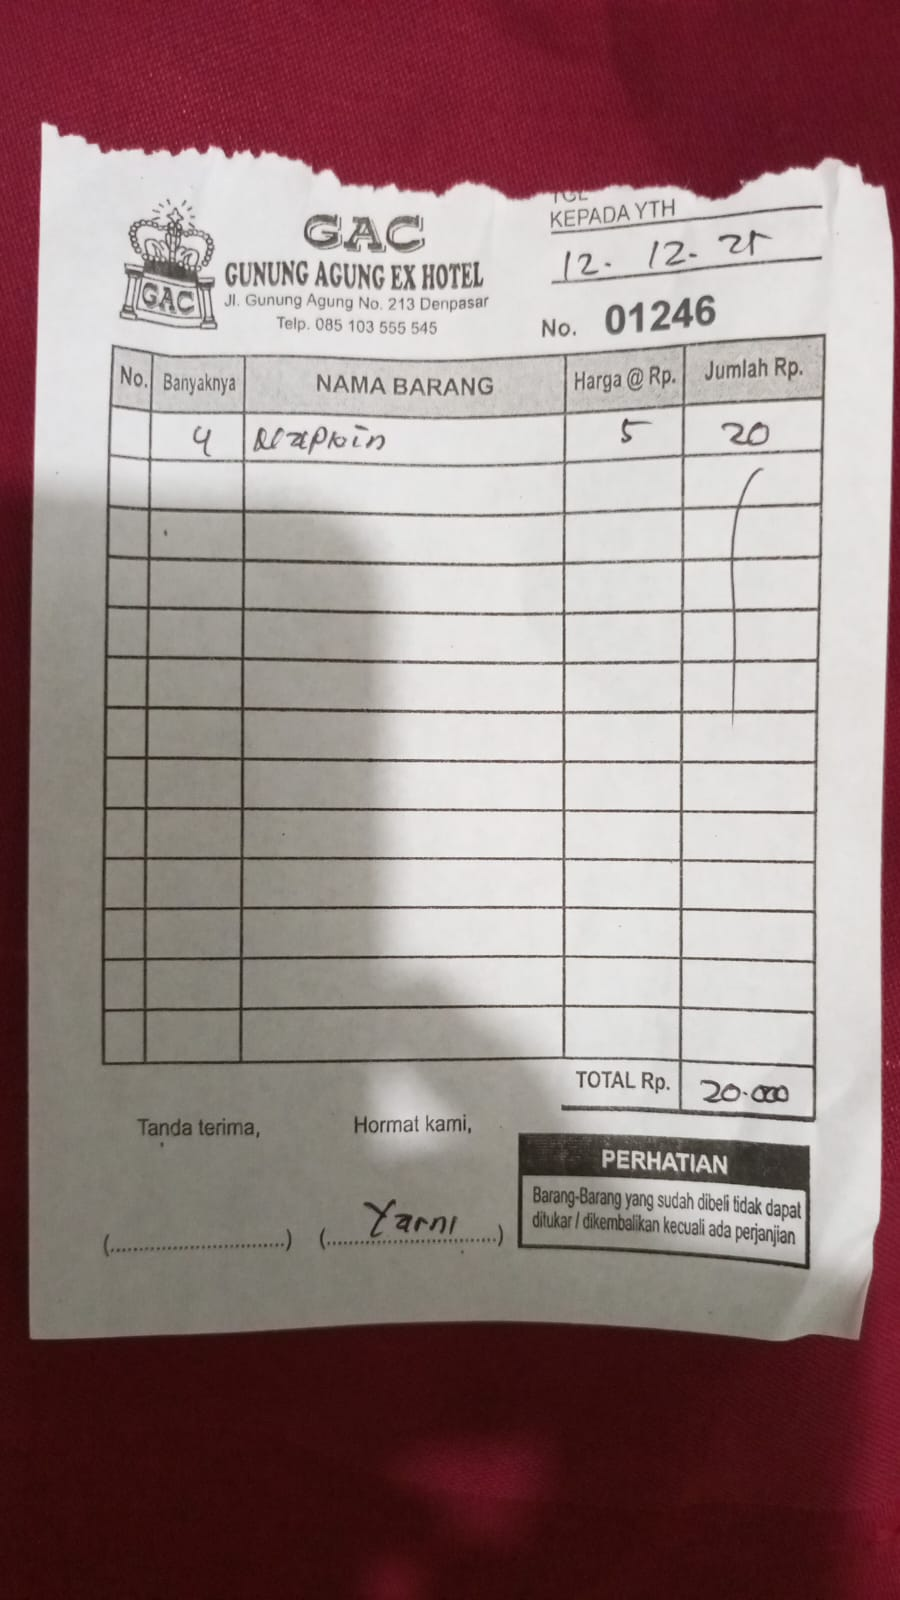 TGL
KEPADA YTH
12-12-25
GAC
GUNUNG AGUNG EX HOTEL
Jl. Gunung Agung No. 213 Denpasar
Telp. 085 103 555 545
GAC
No. 01246
No. Banyaknya NAMA BARANG Harga @ Rp. Jumlah Rp.
4 5 20
TOTAL Rp. 20.000
Tanda terima, Hormat kami,
(..............................) (Yarni)
PERHATIAN
Barang-Barang yang sudah dibeli tidak dapat
ditukar / dikembalikan kecuali ada perjanjian